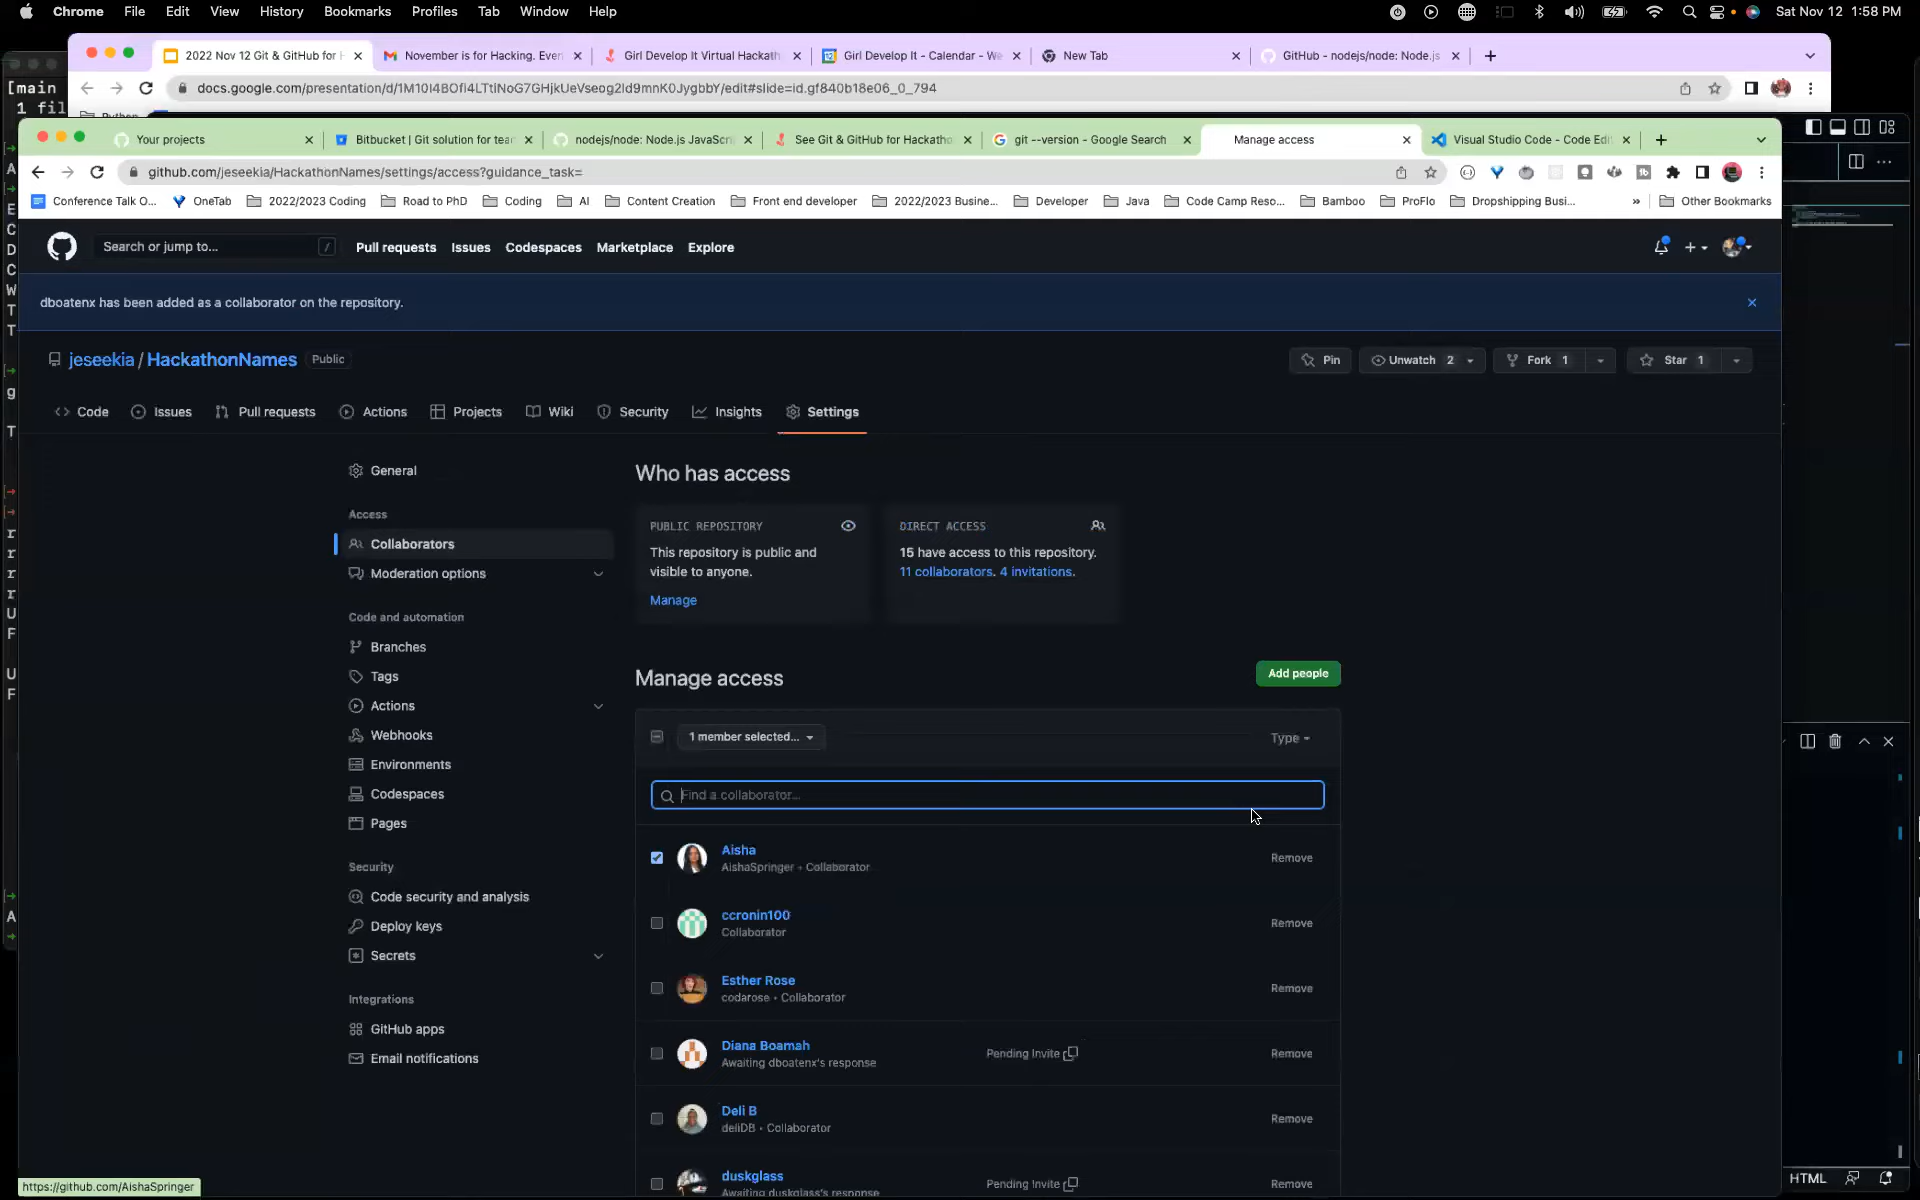 Chrome File Edit View History Bookmarks Profiles Tab Window Help Sat Nov 12 1:58 PM
2022 Nov 12 Git & GitHub for H November is for Hacking. Even Girl Develop It Virtual Hackath Girl Develop It - Calendar - We New Tab GitHub - nodejs/node: Node.js
[main
docs.google.com/presentation/d/1M10I4BOfi4LTtINoG7GHjkUeVseog2Id9mnK0JygbbY/edit#slide=id.gf840b18e06_0_794
1 fil
Your projects Bitbucket | Git solution for tean nodejs/node: Node.js JavaScri See Git & GitHub for Hackatho git --version - Google Search Manage access Visual Studio Code - Code Edit
github.com/jeseekia/HackathonNames/settings/access?guidance_task=
Conference Talk O... OneTab 2022/2023 Coding Road to PhD Coding AI Content Creation Front end developer 2022/2023 Busine... Developer Java Code Camp Reso... Bamboo ProFlo Dropshipping Busi... » Other Bookmarks
Search or jump to... / Pull requests Issues Codespaces Marketplace Explore
dboatenx has been added as a collaborator on the repository.
jeseekia / HackathonNames Public Pin Unwatch 2 Fork 1 Star 1
Code Issues Pull requests Actions Projects Wiki Security Insights Settings
General
Access
Collaborators
Moderation options
Code and automation
Branches
Tags
Actions
Webhooks
Environments
Codespaces
Pages
Security
Code security and analysis
Deploy keys
Secrets
Integrations
GitHub apps
Email notifications
Who has access
PUBLIC REPOSITORY
This repository is public and
visible to anyone.
Manage
DIRECT ACCESS
15 have access to this repository.
11 collaborators. 4 invitations.
Manage access
Add people
1 member selected... Type
Find a collaborator...
Aisha
AishaSpringer • Collaborator
Remove
ccronin100
Collaborator
Remove
Esther Rose
codarose • Collaborator
Remove
Diana Boamah
Awaiting dboatenx's response
Pending Invite
Remove
Deli B
deliDB • Collaborator
Remove
duskglass
Awaiting duskglass's response
Pending Invite
Remove
https://github.com/AishaSpringer
HTML